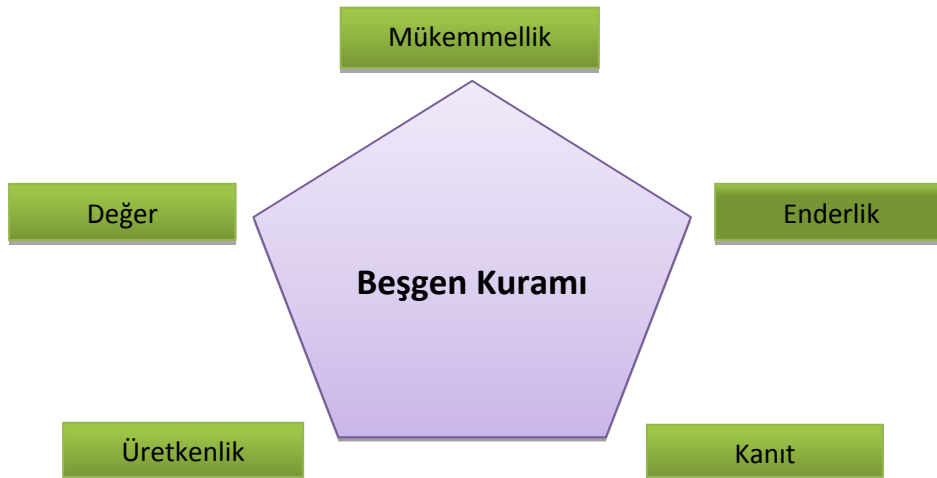 Mükemmellik
Değer
Enderlik
Beşgen Kuramı
Üretkenlik
Kanıt